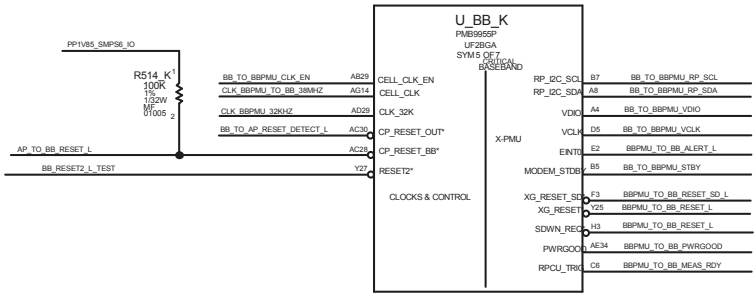 U_BB_K
PMB9955P
UF2BGA
SYM 5 OF 7
CRITICAL
BASEBAND
PP1V85_SMPS6_IO
R514_K
1
100K
1%
1/32W
MF
01005
2
BB_TO_BBPMU_CLK_EN AB29 CELL_CLK_EN
CLK_BBPMU_TO_BB_38MHZ AG14 CELL_CLK
CLK_BBPMU_32KHZ AD29 CLK_32K
BB_TO_AP_RESET_DETECT_L AC30 CP_RESET_OUT*
AP_TO_BB_RESET_L AC28 CP_RESET_BB*
BB_RESET2_L_TEST Y27 RESET2*
CLOCKS & CONTROL
X-PMU
RP_I2C_SCL B7 BB_TO_BBPMU_RP_SCL
RP_I2C_SDA A8 BB_TO_BBPMU_RP_SDA
VDIO A4 BB_TO_BBPMU_VDIO
VCLK D5 BB_TO_BBPMU_VCLK
EINT0 E2 BBPMU_TO_BB_ALERT_L
MODEM_STDBY B5 BB_TO_BBPMU_STBY
XG_RESET_SD* F3 BBPMU_TO_BB_RESET_SD_L
XG_RESET* Y25 BBPMU_TO_BB_RESET_L
SDWN_REQ* H3 BBPMU_TO_BB_RESET_L
PWRGOOD AE34 BBPMU_TO_BB_PWRGOOD
RPCU_TRIG C6 BBPMU_TO_BB_MEAS_RDY